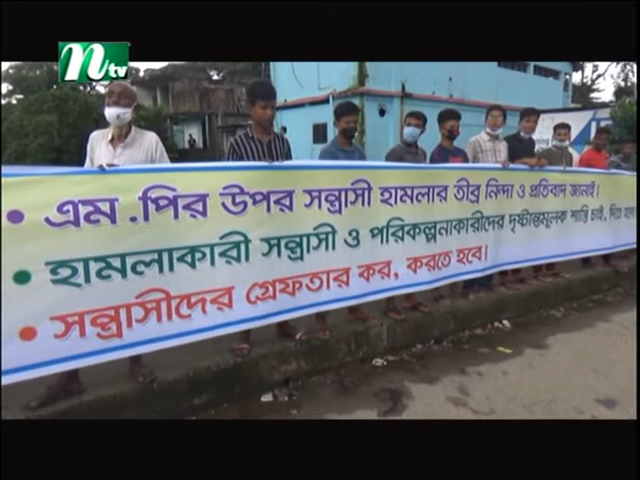 Ntv
• এম.পির উপর সন্ত্রাসী হামলার তীব্র নিন্দা ও প্রতিবাদ জানাই।
• হামলাকারী সন্ত্রাসী ও পরিকল্পনাকারীদের দৃষ্টান্তমূলক শাস্তি চাই, দিতে
• সন্ত্রাসীদের গ্রেফতার কর, করতে হবে।